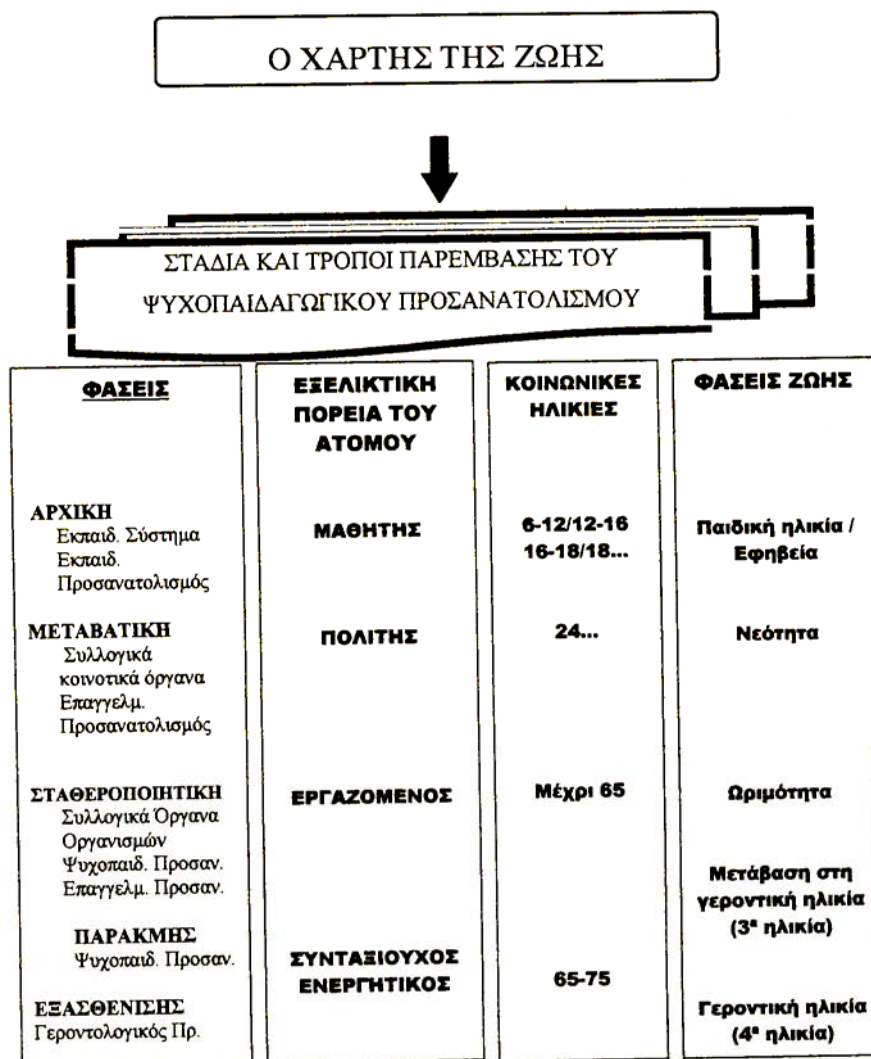 Ο ΧΑΡΤΗΣ ΤΗΣ ΖΩΗΣ
ΣΤΑΔΙΑ ΚΑΙ ΤΡΟΠΟΙ ΠΑΡΕΜΒΑΣΗΣ ΤΟΥ
ΨΥΧΟΠΑΙΔΑΓΩΓΙΚΟΥ ΠΡΟΣΑΝΑΤΟΛΙΣΜΟΥ
ΦΑΣΕΙΣ
ΑΡΧΙΚΗ
Εκπαιδ. Σύστημα
Εκπαιδ.
Προσανατολισμός
ΜΕΤΑΒΑΤΙΚΗ
Συλλογικά
κοινοτικά όργανα
Επαγγελμ.
Προσανατολισμός
ΣΤΑΘΕΡΟΠΟΙΗΤΙΚΗ
Συλλογικά Όργανα
Οργανισμών
Ψυχοπαιδ. Προσαν.
Επαγγελμ. Προσαν.
ΠΑΡΑΚΜΗΣ
Ψυχοπαιδ. Προσαν.
ΕΞΑΣΘΕΝΙΣΗΣ
Γεροντολογικός Πρ.
ΕΞΕΛΙΚΤΙΚΗ
ΠΟΡΕΙΑ ΤΟΥ
ΑΤΟΜΟΥ
ΜΑΘΗΤΗΣ
ΠΟΛΙΤΗΣ
ΕΡΓΑΖΟΜΕΝΟΣ
ΣΥΝΤΑΞΙΟΥΧΟΣ
ΕΝΕΡΓΗΤΙΚΟΣ
ΚΟΙΝΩΝΙΚΕΣ
ΗΛΙΚΙΕΣ
6-12/12-16
16-18/18...
24...
Μέχρι 65
65-75
ΦΑΣΕΙΣ ΖΩΗΣ
Παιδική ηλικία /
Εφηβεία
Νεότητα
Ωριμότητα
Μετάβαση στη
γεροντική ηλικία
(3ª ηλικία)
Γεροντική ηλικία
(4ª ηλικία)